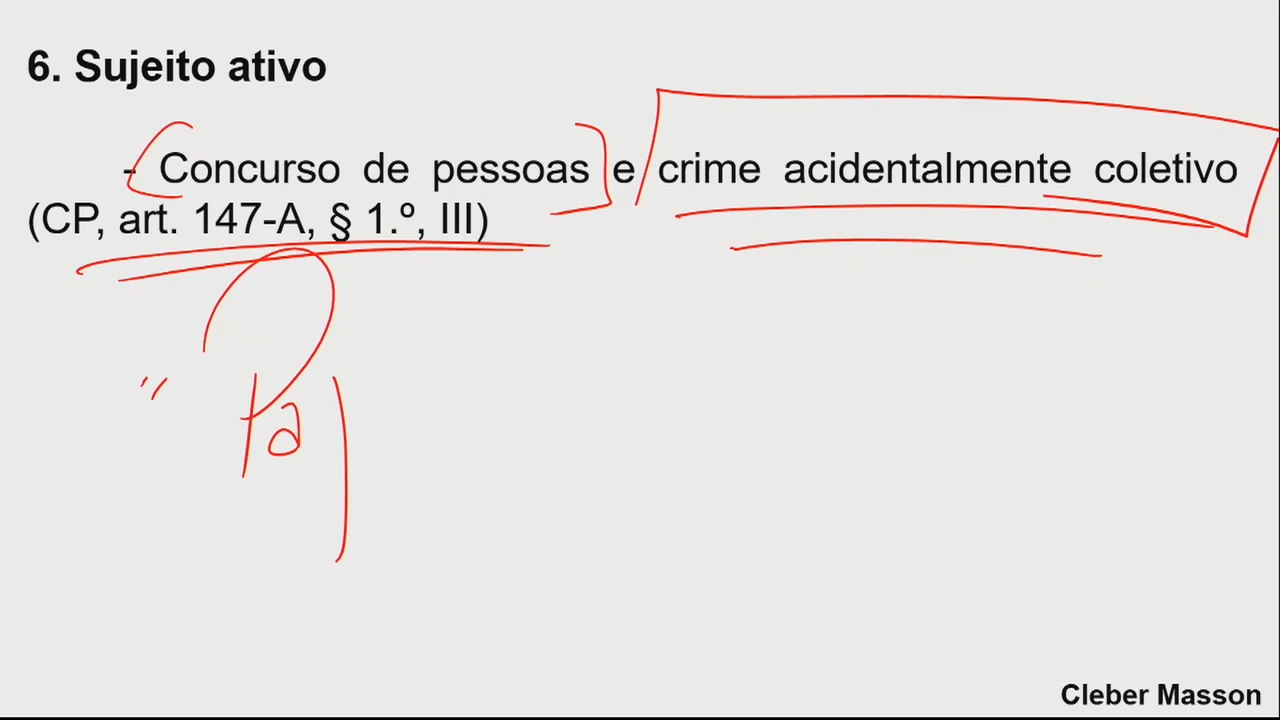 6. Sujeito ativo
- Concurso de pessoas e crime acidentalmente coletivo
(CP, art. 147-A, § 1.º, III)
Cleber Masson